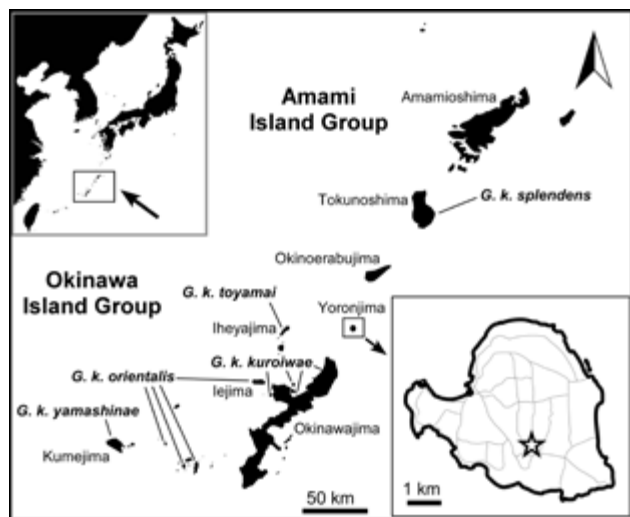 Amami
Island Group
Amamioshima
Tokunoshima
G. k. splendens
Okinoerabujima
Okinawa
Island Group
G. k. toyamai
Yoronjima
Iheyajima
G. k. kuroiwae
G. k. orientalis
Iejima
G. k. yamashinae
Okinawajima
Kumejima
50 km
1 km